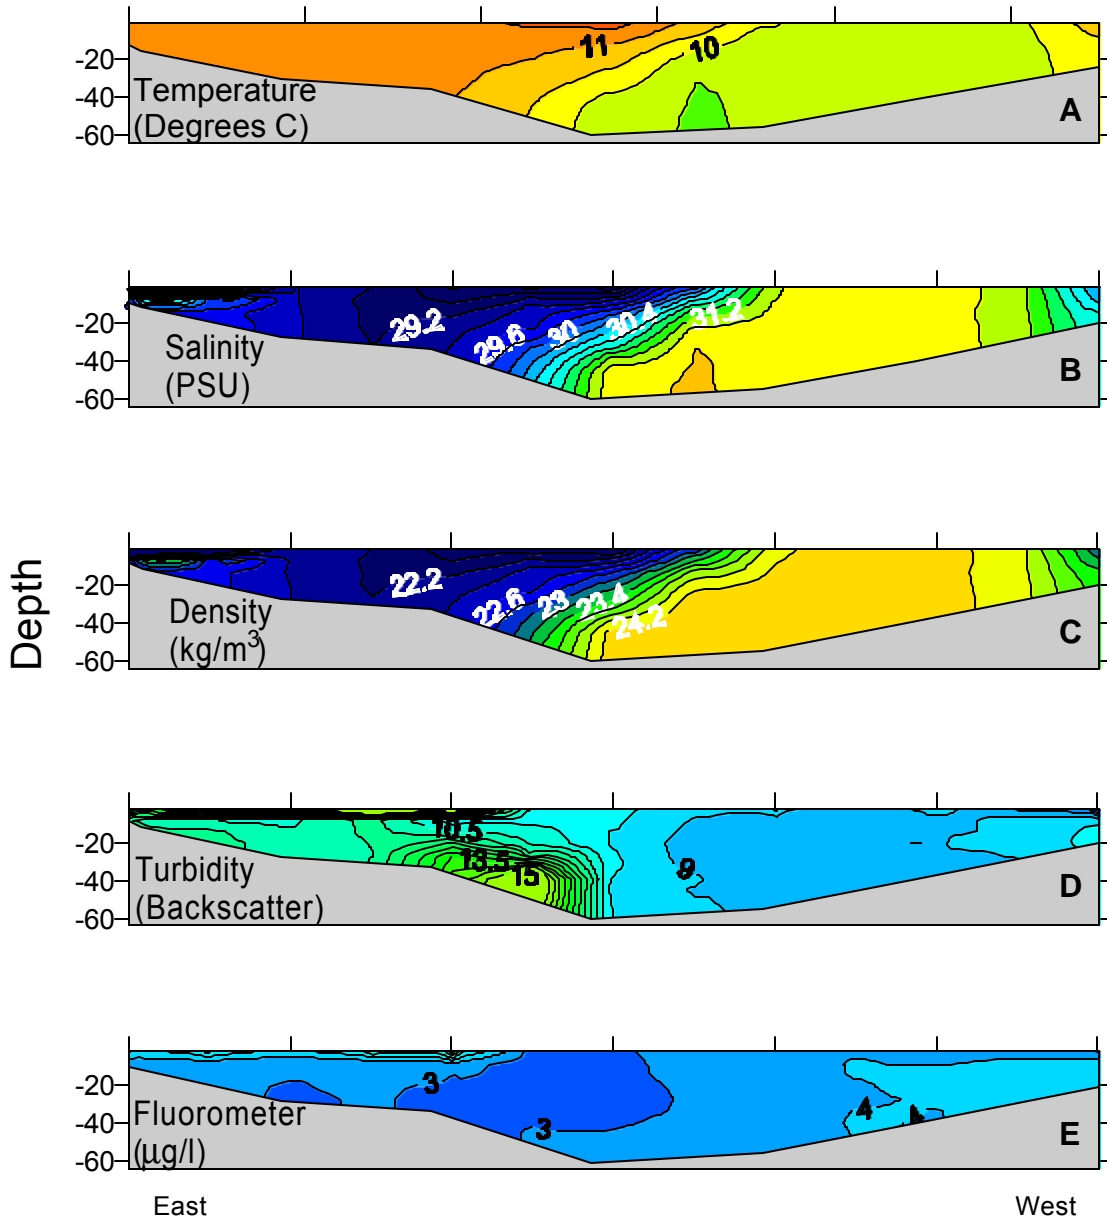 -20
-40
-60
11
10
Temperature
(Degrees C)
A
-20
-40
-60
29.2
29.6
30
30.4
31.2
Salinity
(PSU)
B
Depth
-20
-40
-60
22.2
22.6
23
23.4
24.2
Density
(kg/m³)
C
-20
-40
-60
10.5
13.5
15
9
Turbidity
(Backscatter)
D
-20
-40
-60
3
3
4
Fluorometer
(µg/l)
E
East
West